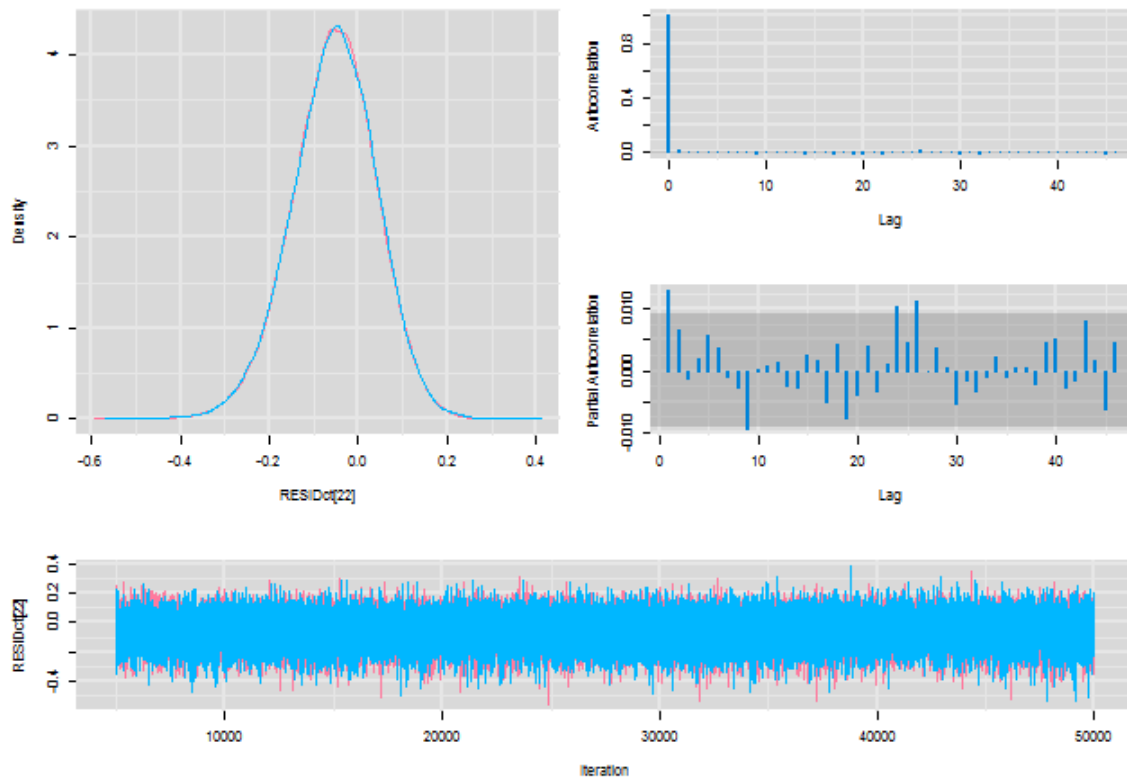 Density
0 1 2 3 4
-0.6 -0.4 -0.2 0.0 0.2 0.4
RESIDct[22]
Autocorrelation
0.0 0.4 0.8
0 10 20 30 40
Lag
Partial Autocorrelation
-0.010 0.000 0.010
0 10 20 30 40
Lag
RESIDct[22]
-0.4 0.0 0.2 0.4
10000 20000 30000 40000 50000
Iteration